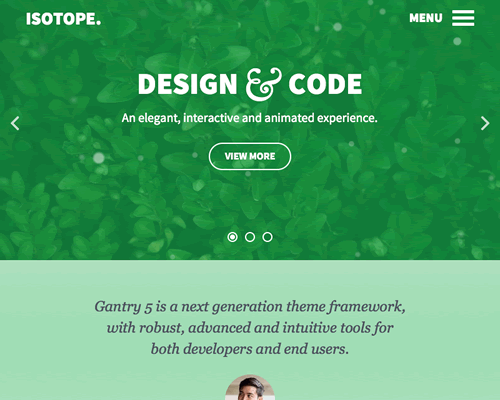 ISOTOPE.
MENU
DESIGN & CODE
An elegant, interactive and animated experience.
VIEW MORE
Gantry 5 is a next generation theme framework,
with robust, advanced and intuitive tools for
both developers and end users.